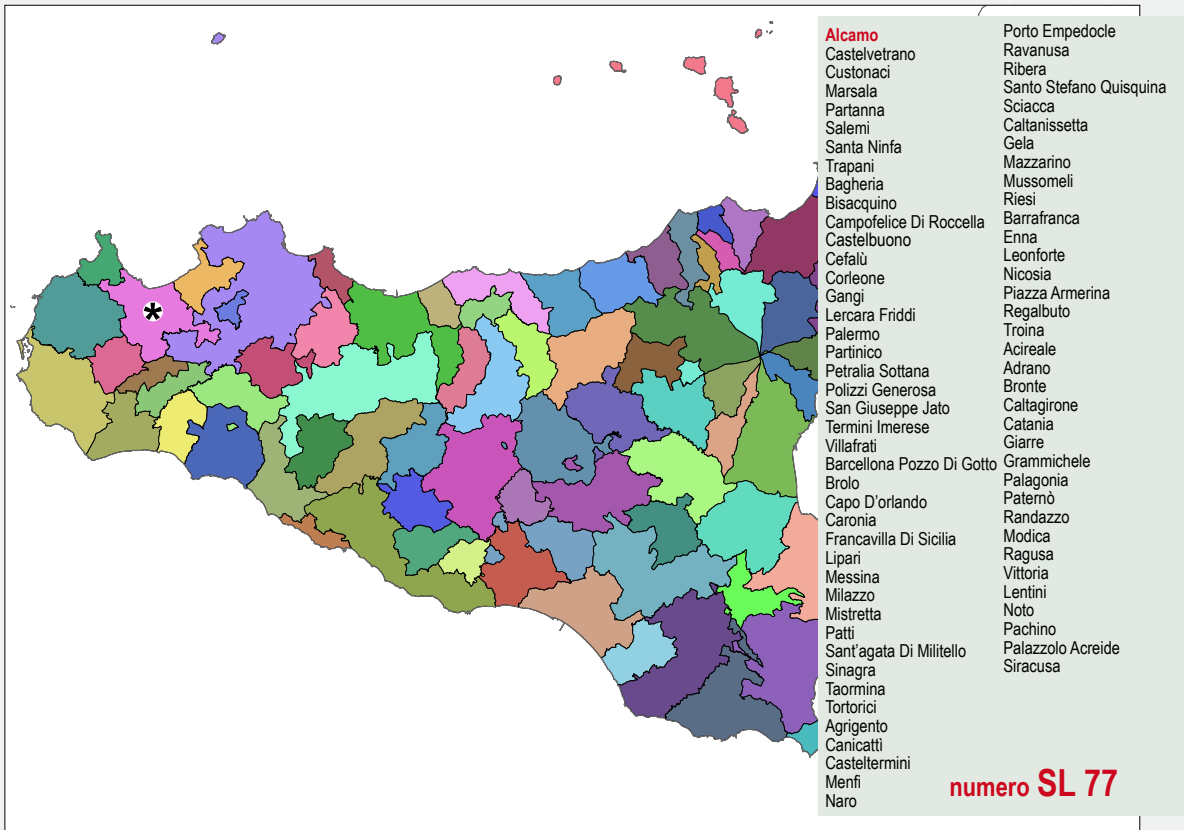 Alcamo
Castelvetrano
Custonaci
Marsala
Partanna
Salemi
Santa Ninfa
Trapani
Bagheria
Bisacquino
Campofelice Di Roccella
Castelbuono
Cefalù
Corleone
Gangi
Lercara Friddi
Palermo
Partinico
Petralia Sottana
Polizzi Generosa
San Giuseppe Jato
Termini Imerese
Villafrati
Barcellona Pozzo Di Gotto
Brolo
Capo D'orlando
Caronia
Francavilla Di Sicilia
Lipari
Messina
Milazzo
Mistretta
Patti
Sant'agata Di Militello
Sinagra
Taormina
Tortorici
Agrigento
Canicattì
Casteltermini
Menfi
Naro
Porto Empedocle
Ravanusa
Ribera
Santo Stefano Quisquina
Sciacca
Caltanissetta
Gela
Mazzarino
Mussomeli
Riesi
Barrafranca
Enna
Leonforte
Nicosia
Piazza Armerina
Regalbuto
Troina
Acireale
Adrano
Bronte
Caltagirone
Catania
Giarre
Grammichele
Palagonia
Paternò
Randazzo
Modica
Ragusa
Vittoria
Lentini
Noto
Pachino
Palazzolo Acreide
Siracusa
numero SL 77
*